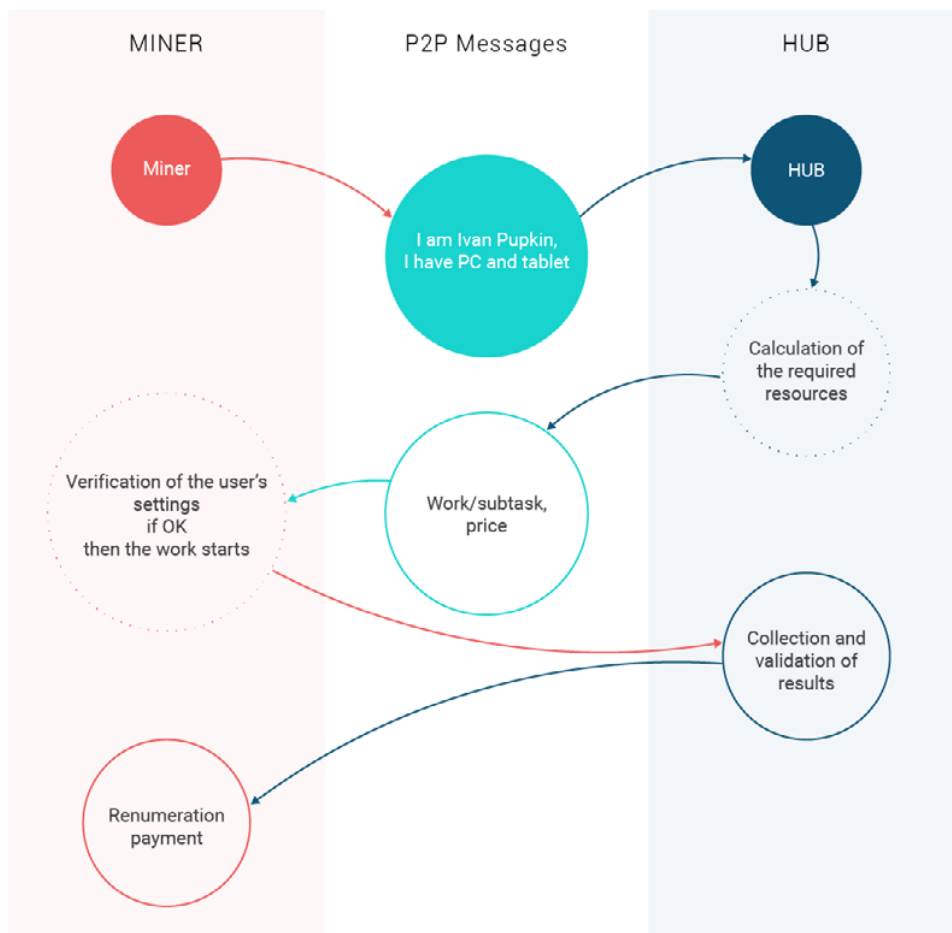 MINER
P2P Messages
HUB
Miner
I am Ivan Pupkin,
I have PC and tablet
HUB
Calculation of
the required
resources
Verification of the user’s
settings
if OK
then the work starts
Work/subtask,
price
Collection and
validation of
results
Renumeration
payment